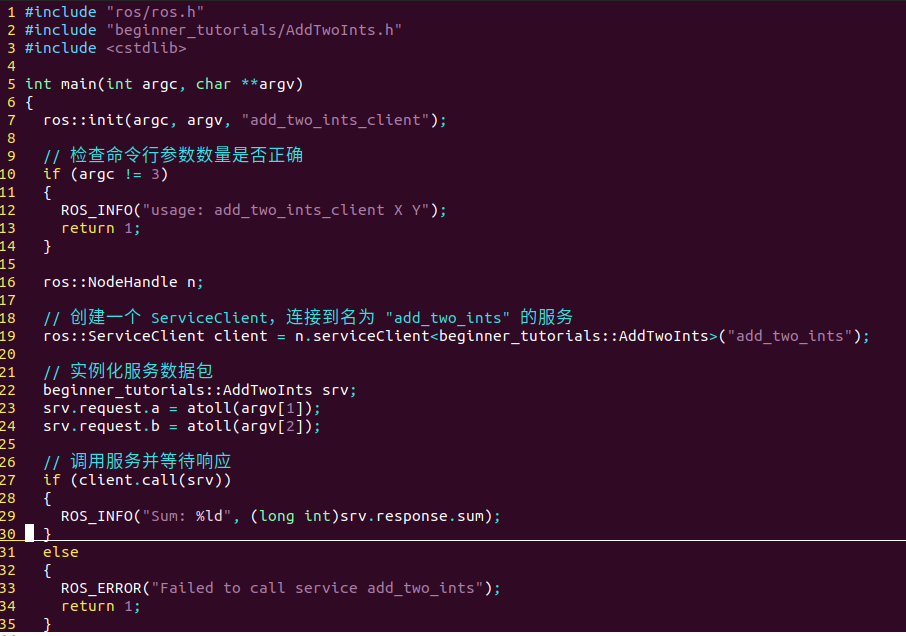 1 #include "ros/ros.h"
2 #include "beginner_tutorials/AddTwoInts.h"
3 #include <cstdlib>
4
5 int main(int argc, char **argv)
6 {
7   ros::init(argc, argv, "add_two_ints_client");
8
9   // 检查命令行参数数量是否正确
10   if (argc != 3)
11   {
12     ROS_INFO("usage: add_two_ints_client X Y");
13     return 1;
14   }
15
16   ros::NodeHandle n;
17
18   // 创建一个 ServiceClient，连接到名为 "add_two_ints" 的服务
19   ros::ServiceClient client = n.serviceClient<beginner_tutorials::AddTwoInts>("add_two_ints");
20
21   // 实例化服务数据包
22   beginner_tutorials::AddTwoInts srv;
23   srv.request.a = atoll(argv[1]);
24   srv.request.b = atoll(argv[2]);
25
26   // 调用服务并等待响应
27   if (client.call(srv))
28   {
29     ROS_INFO("Sum: %ld", (long int)srv.response.sum);
30   }
31   else
32   {
33     ROS_ERROR("Failed to call service add_two_ints");
34     return 1;
35   }